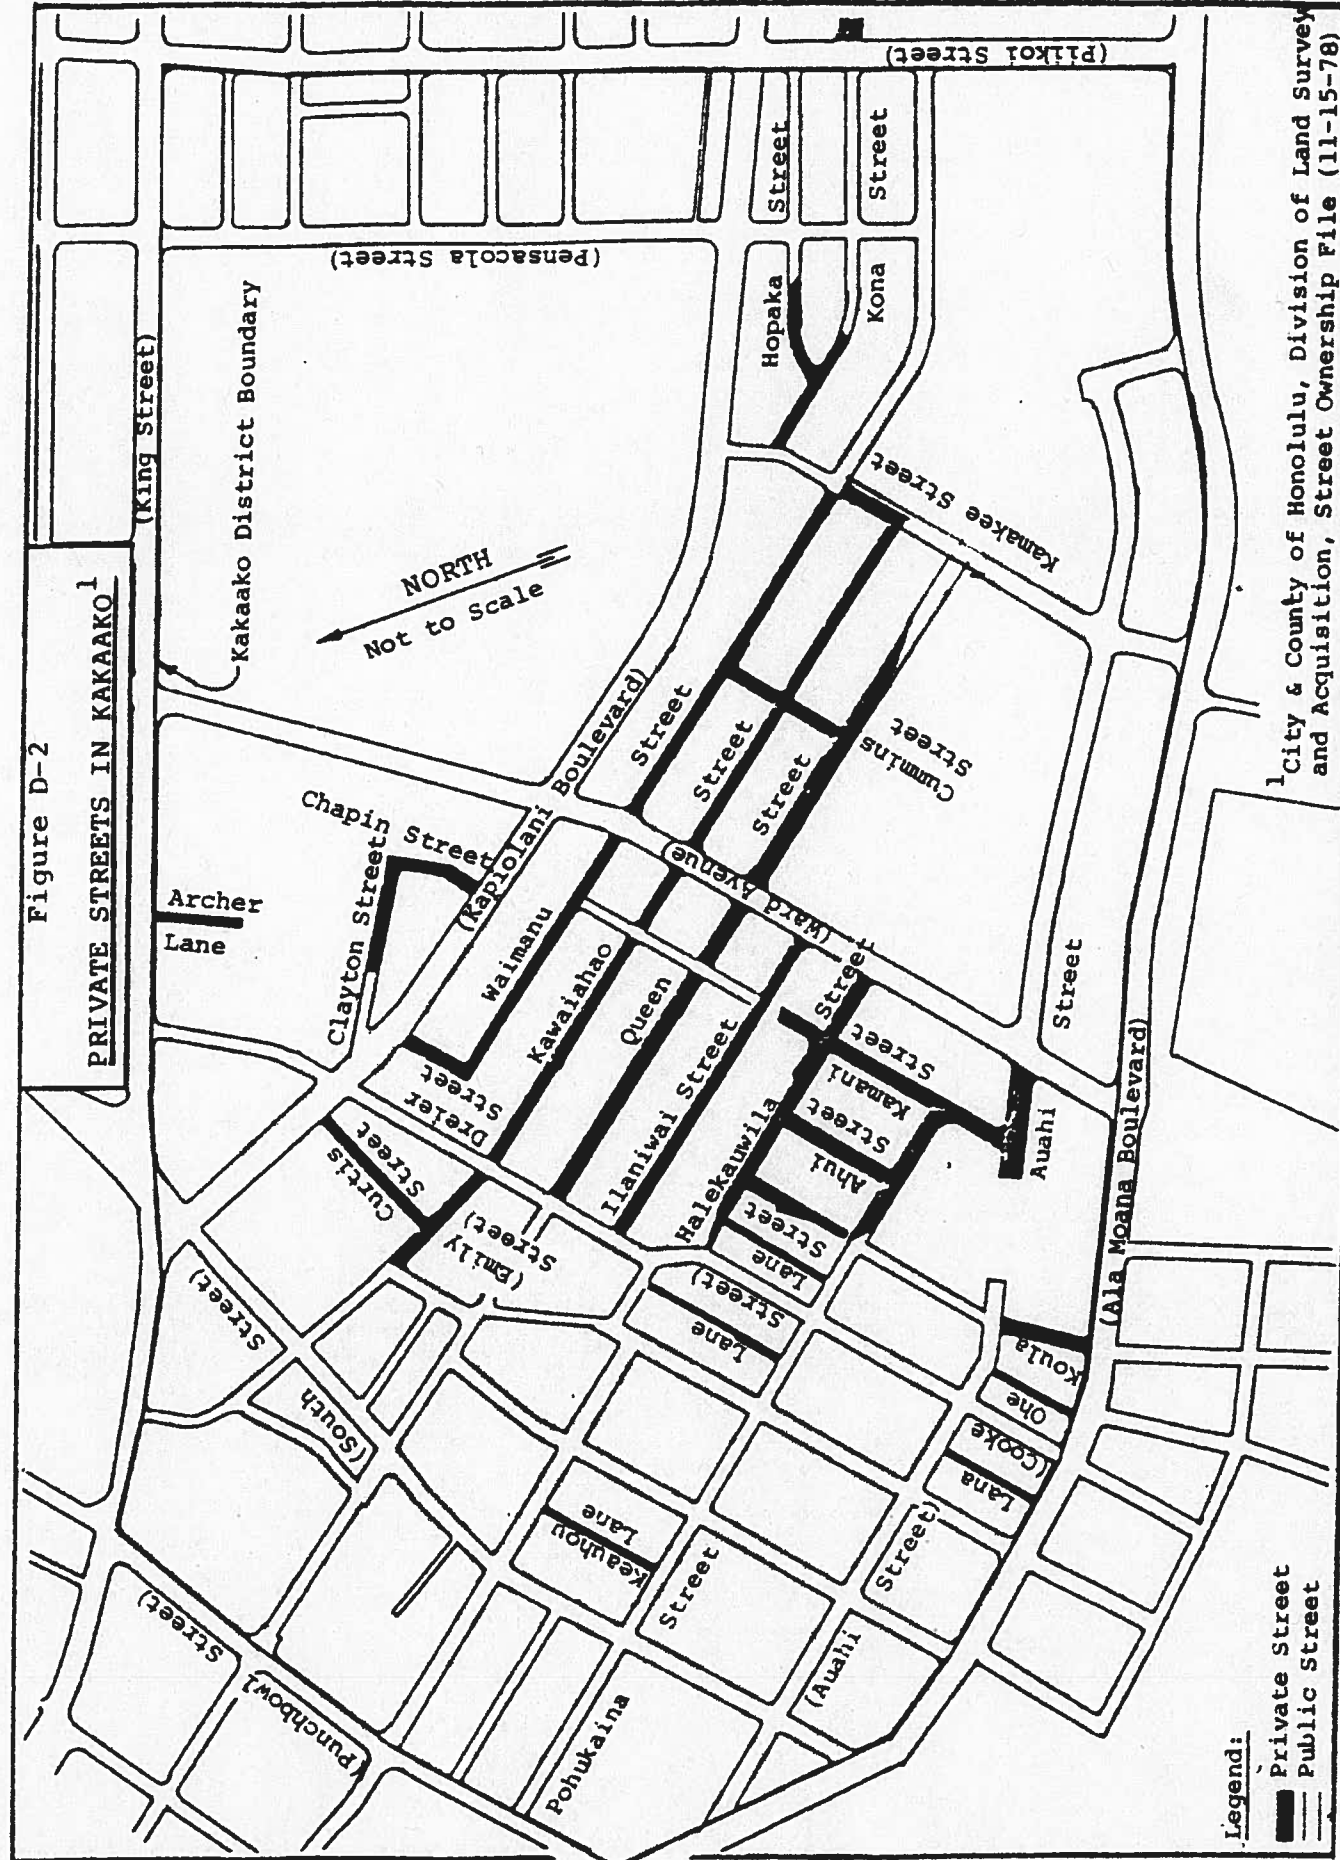 Figure D-2
PRIVATE STREETS IN KAKAAKO¹
(King Street)
Kakaako District Boundary
(Piikoi Street)
(Pensacola Street)
Street
Street
Hopaka
Kona
NORTH
Not to Scale
Kamakee Street
Archer
Lane
Chapin Street
Clayton Street
(Kapiolani Boulevard)
Street
Street
Street
Cummins
Street
(Ward Avenue)
Waimanu
Kawaiahao
Queen
Ilaniwai Street
Halekauwila
Street
Dreier
Street
Curtis
Street
(Emily
Street)
Kamani
Street
Ahui
Street
Street
Lane
Street)
Lane
Auahi
Street
(Ala Moana Boulevard)
Koula
Ohe
(Cooke
Lana
Lane
Keauhou
Street
Street)
(Auahi
Pohukaina
(South
Street)
(Punchbowl
Street)
Legend:
Private Street
Public Street
¹City & County of Honolulu, Division of Land Survey
and Acquisition, Street Ownership File (11-15-78)